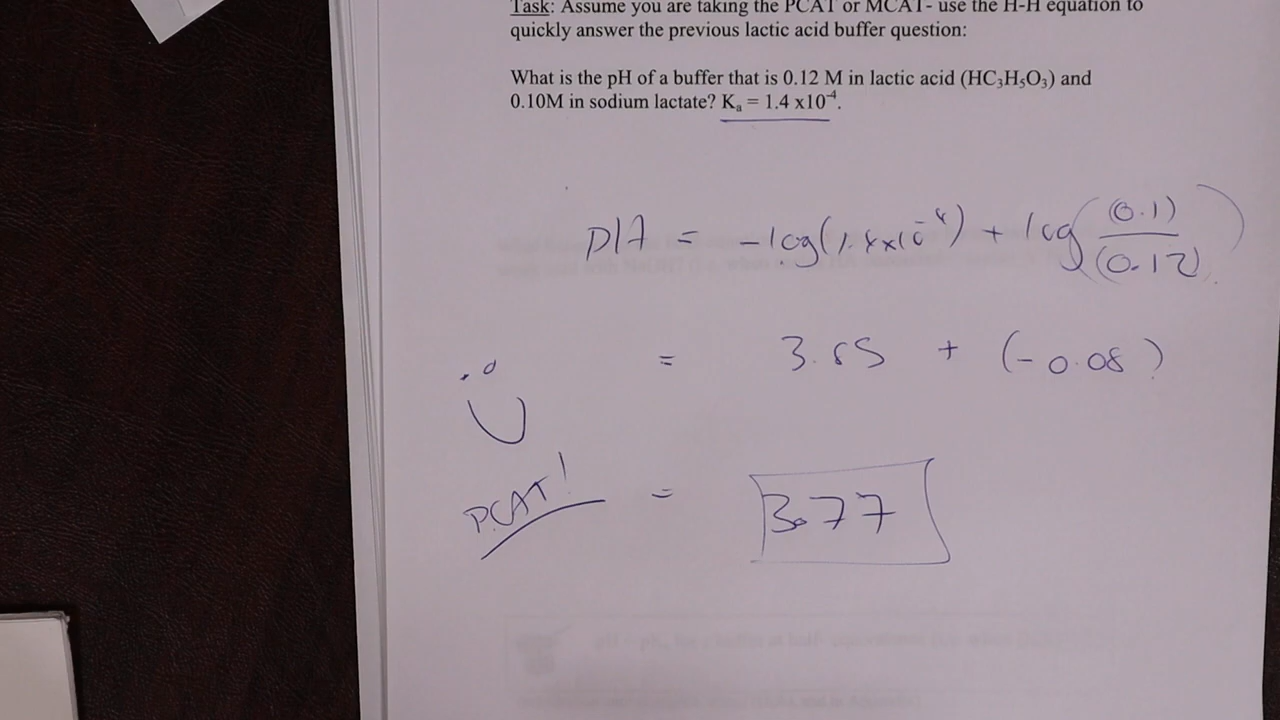 Task: Assume you are taking the PCAT or MCAT- use the H-H equation to
quickly answer the previous lactic acid buffer question:
What is the pH of a buffer that is 0.12 M in lactic acid (HC₃H₅O₃) and
0.10M in sodium lactate? Kₐ = 1.4 x10⁻⁴.
pH = -log(1.4x10⁻⁴) + log((0.1)/(0.12))
= 3.85 + (-0.08)
PCAT! = 3.77